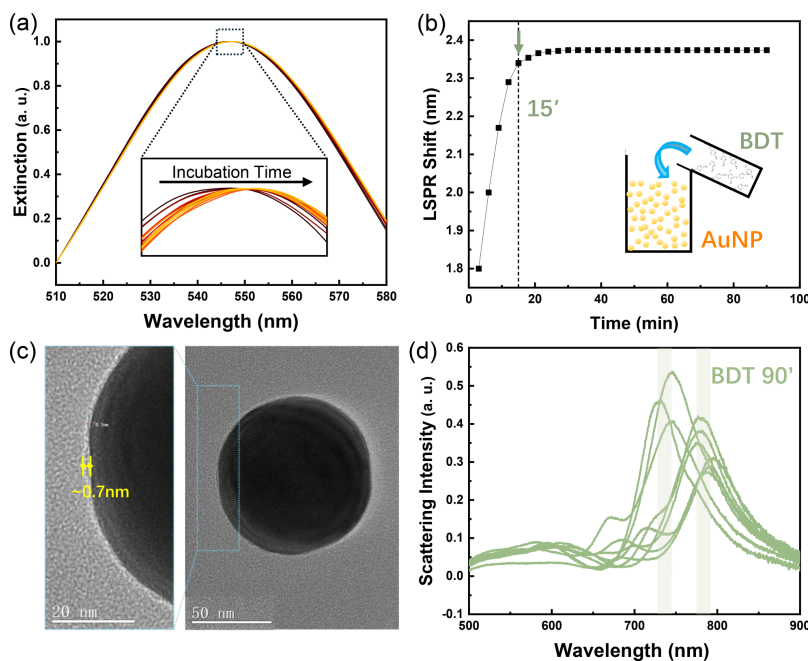 (a)
1.0
0.8
0.6
0.4
0.2
0.0
Extinction (a. u.)
Incubation Time
510
520
530
540
550
560
570
580
Wavelength (nm)
(b)
2.4
2.3
2.2
2.1
2.0
1.9
1.8
LSPR Shift (nm)
15′
BDT
AuNP
0
20
40
60
80
100
Time (min)
(c)
~0.7nm
20 nm
50 nm
(d)
BDT 90’
0.6
0.5
0.4
0.3
0.2
0.1
0.0
-0.1
Scattering Intensity (a. u.)
500
600
700
800
900
Wavelength (nm)